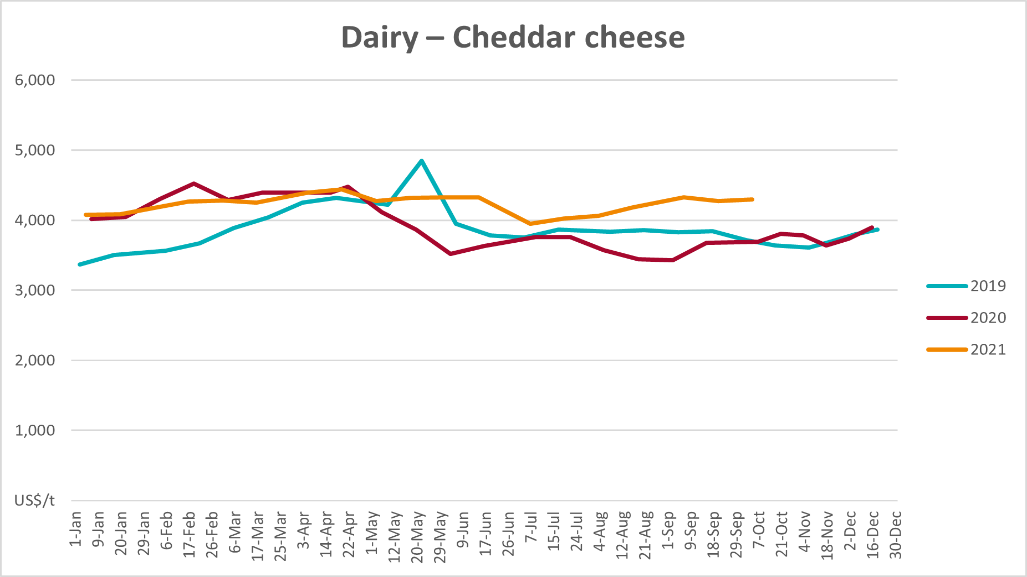 Dairy – Cheddar cheese
6,000
5,000
4,000
3,000
2,000
1,000
US$/t
1-Jan
9-Jan
20-Jan
29-Jan
6-Feb
17-Feb
26-Feb
6-Mar
17-Mar
25-Mar
3-Apr
14-Apr
22-Apr
1-May
12-May
20-May
29-May
9-Jun
17-Jun
26-Jun
7-Jul
15-Jul
24-Jul
4-Aug
12-Aug
21-Aug
1-Sep
9-Sep
18-Sep
29-Sep
7-Oct
21-Oct
4-Nov
18-Nov
2-Dec
16-Dec
30-Dec
2019
2020
2021